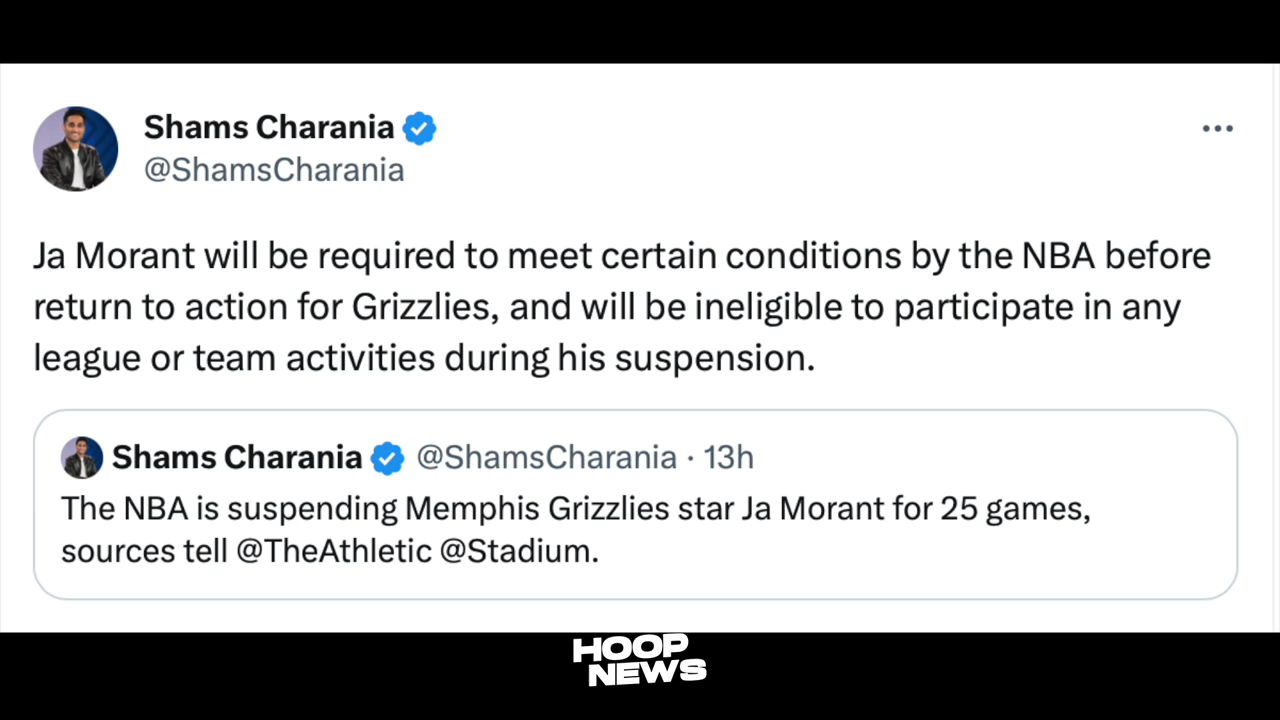 Shams Charania
@ShamsCharania
Ja Morant will be required to meet certain conditions by the NBA before
return to action for Grizzlies, and will be ineligible to participate in any
league or team activities during his suspension.
Shams Charania @ShamsCharania · 13h
The NBA is suspending Memphis Grizzlies star Ja Morant for 25 games,
sources tell @TheAthletic @Stadium.
HOOP
NEWS